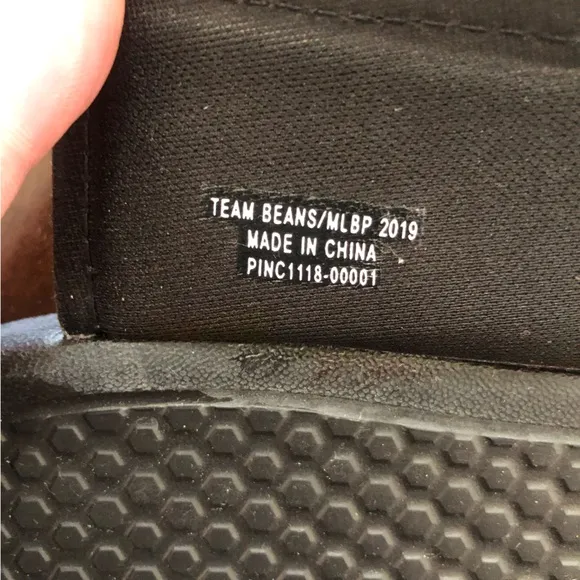 TEAM BEANS/MLBP 2019
MADE IN CHINA
PINC1118-00001